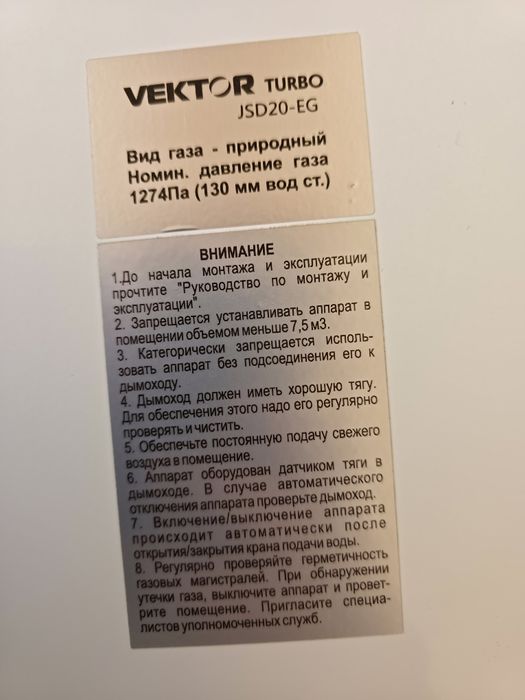 VEKTOR TURBO
JSD20-EG
Вид газа - природный
Номин. давление газа
1274Па (130 мм вод ст.)
ВНИМАНИЕ
1.До начала монтажа и эксплуатации
прочтите "Руководство по монтажу и
эксплуатации".
2. Запрещается устанавливать аппарат в
помещении объемом меньше 7,5 м3.
3. Категорически запрещается исполь-
зовать аппарат без подсоединения его к
дымоходу.
4. Дымоход должен иметь хорошую тягу.
Для обеспечения этого надо его регулярно
проверять и чистить.
5. Обеспечьте постоянную подачу свежего
воздуха в помещение.
6. Аппарат оборудован датчиком тяги в
дымоходе. В случае автоматического
отключения аппарата проверьте дымоход.
7. Включение/выключение аппарата
происходит автоматически после
открытия/закрытия крана подачи воды.
8. Регулярно проверяйте герметичность
газовых магистралей. При обнаружении
утечки газа, выключите аппарат и провет-
рите помещение. Пригласите специа-
листов уполномоченных служб.